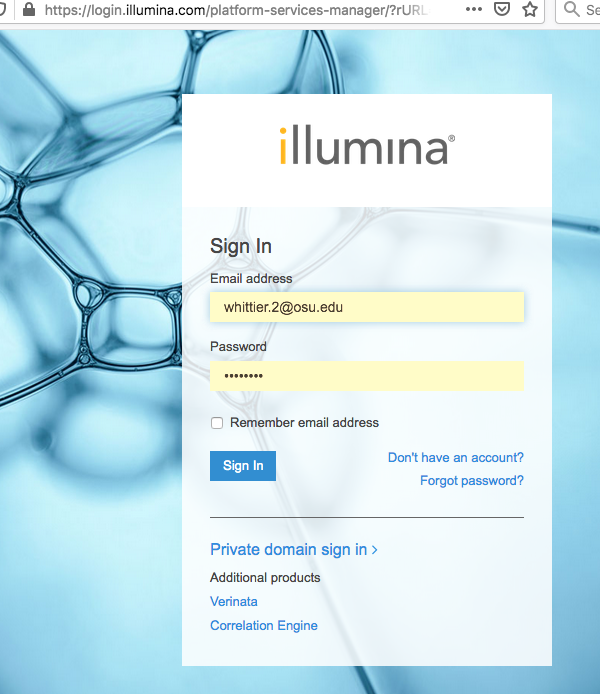 https://login.illumina.com/platform-services-manager/?rURL
Se
illumina®
Sign In
Email address
whittier.2@osu.edu
Password
••••••••
Remember email address
Sign In
Don't have an account?
Forgot password?
Private domain sign in >
Additional products
Verinata
Correlation Engine